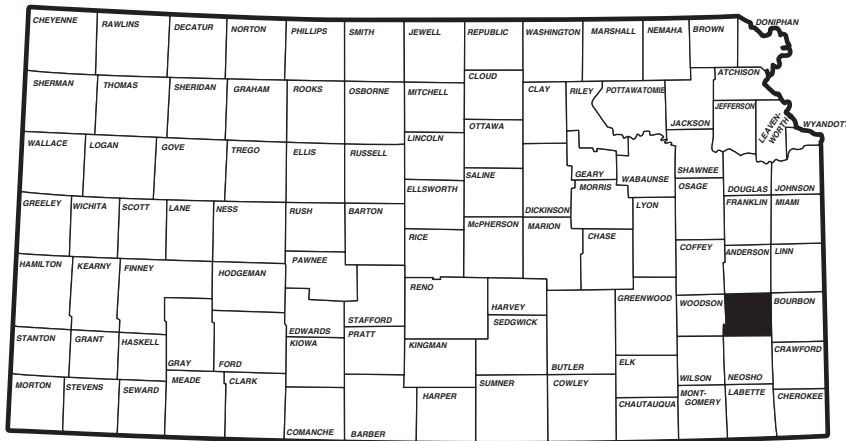 CHEYENNE
RAWLINS
DECATUR
NORTON
PHILLIPS
SMITH
JEWELL
REPUBLIC
WASHINGTON
MARSHALL
NEMAHA
BROWN
DONIPHAN
SHERMAN
THOMAS
SHERIDAN
GRAHAM
ROOKS
OSBORNE
MITCHELL
CLOUD
CLAY
RILEY
POTTAWATOMIE
JACKSON
ATCHISON
JEFFERSON
LEAVEN-
WORTH
WYANDOTT
WALLACE
LOGAN
GOVE
TREGO
ELLIS
RUSSELL
LINCOLN
OTTAWA
SALINE
ELLSWORTH
DICKINSON
GEARY
MORRIS
WABAUNSE
SHAWNEE
OSAGE
DOUGLAS
JOHNSON
GREELEY
WICHITA
SCOTT
LANE
NESS
RUSH
BARTON
RICE
McPHERSON
MARION
CHASE
LYON
COFFEY
FRANKLIN
MIAMI
ANDERSON
LINN
HAMILTON
KEARNY
FINNEY
HODGEMAN
PAWNEE
EDWARDS
STAFFORD
RENO
HARVEY
SEDGWICK
BUTLER
GREENWOOD
WOODSON
BOURBON
STANTON
GRANT
HASKELL
GRAY
FORD
KIOWA
PRATT
KINGMAN
ELK
WILSON
NEOSHO
CRAWFORD
MORTON
STEVENS
SEWARD
MEADE
CLARK
COMANCHE
BARBER
HARPER
SUMNER
COWLEY
CHAUTAUQUA
MONT-
GOMERY
LABETTE
CHEROKEE